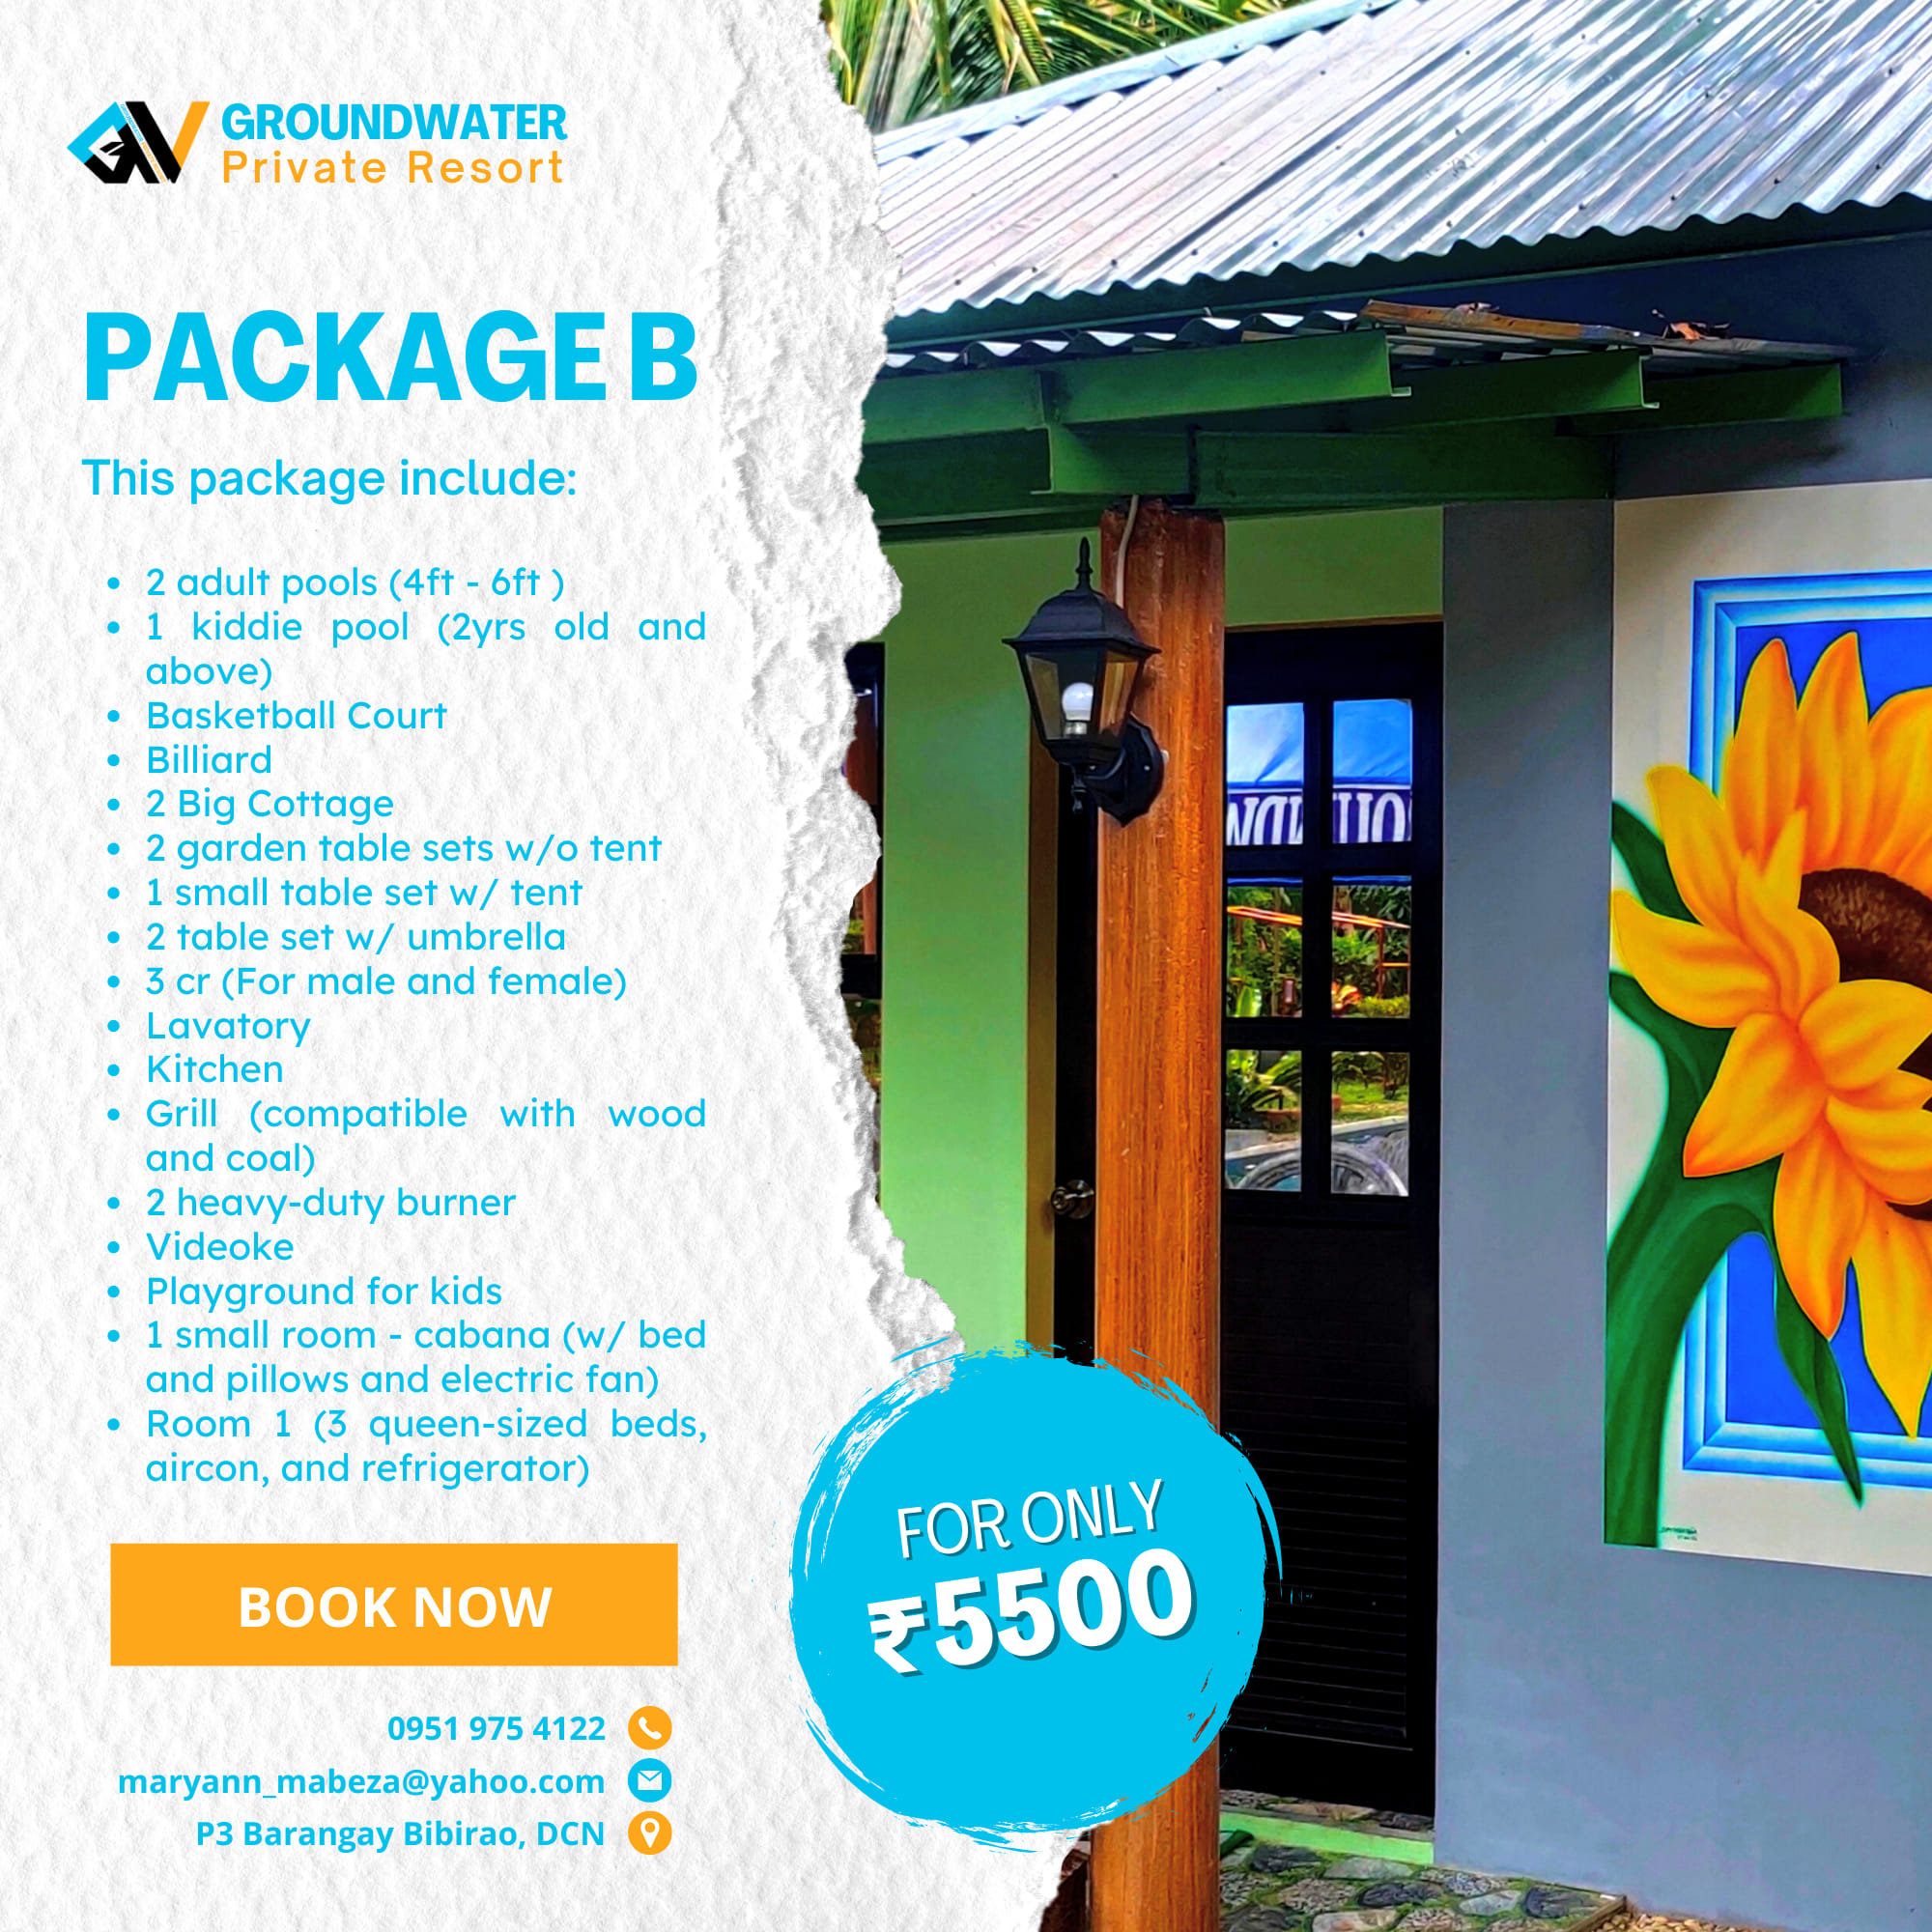 GROUNDWATER
Private Resort
PACKAGE B
This package include:
• 2 adult pools (4ft - 6ft )
• 1 kiddie pool (2yrs old and
above)
• Basketball Court
• Billiard
• 2 Big Cottage
• 2 garden table sets w/o tent
• 1 small table set w/ tent
• 2 table set w/ umbrella
• 3 cr (For male and female)
• Lavatory
• Kitchen
• Grill (compatible with wood
and coal)
• 2 heavy-duty burner
• Videoke
• Playground for kids
• 1 small room - cabana (w/ bed
and pillows and electric fan)
• Room 1 (3 queen-sized beds,
aircon, and refrigerator)
FOR ONLY
₹5500
BOOK NOW
0951 975 4122
maryann_mabeza@yahoo.com
P3 Barangay Bibirao, DCN